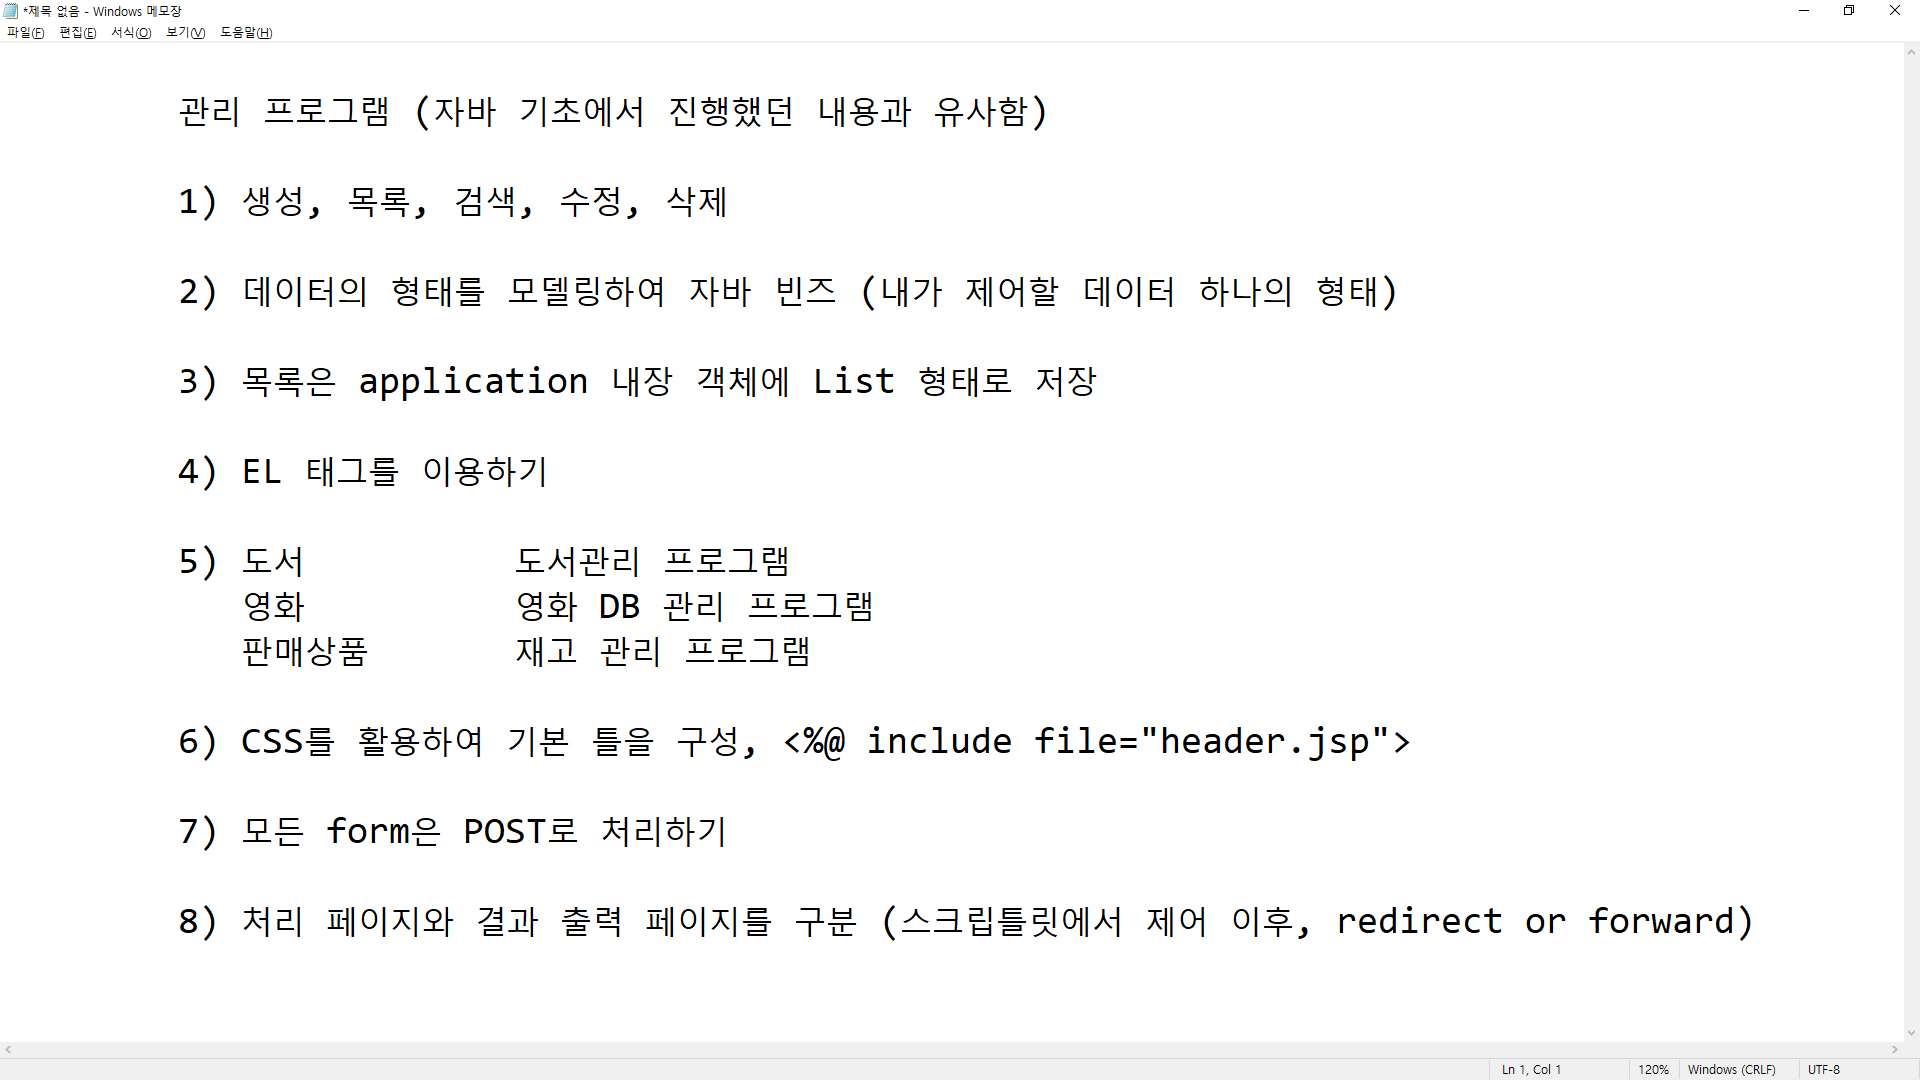 *제목 없음 - Windows 메모장
파일(F) 편집(E) 서식(O) 보기(V) 도움말(H)
관리 프로그램 (자바 기초에서 진행했던 내용과 유사함)
1) 생성, 목록, 검색, 수정, 삭제
2) 데이터의 형태를 모델링하여 자바 빈즈 (내가 제어할 데이터 하나의 형태)
3) 목록은 application 내장 객체에 List 형태로 저장
4) EL 태그를 이용하기
5) 도서 도서관리 프로그램
영화 영화 DB 관리 프로그램
판매상품 재고 관리 프로그램
6) CSS를 활용하여 기본 틀을 구성, <%@ include file="header.jsp">
7) 모든 form은 POST로 처리하기
8) 처리 페이지와 결과 출력 페이지를 구분 (스크립틀릿에서 제어 이후, redirect or forward)
Ln 1, Col 1 120% Windows (CRLF) UTF-8